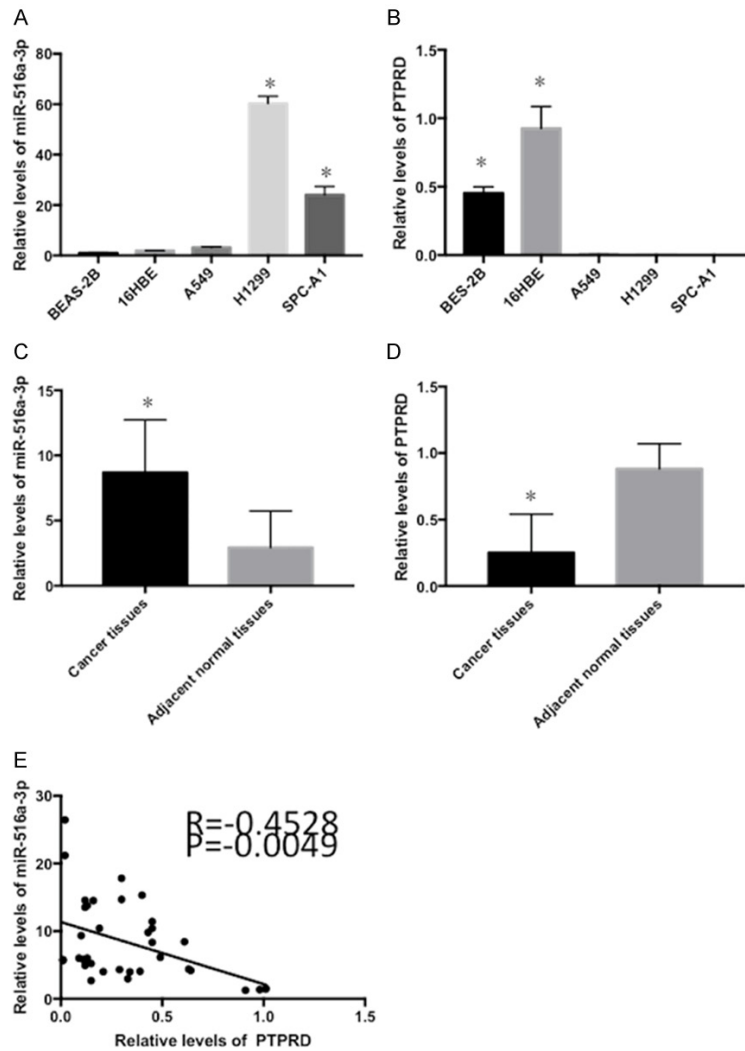 A
Relative levels of miR-516a-3p
80
60
40
20
0
*
*
BEAS-2B
16HBE
A549
H1299
SPC-A1
B
Relative levels of PTPRD
1.5
1.0
0.5
0.0
*
*
BES-2B
16HBE
A549
H1299
SPC-A1
C
Relative levels of miR-516a-3p
15
10
5
0
*
Cancer tissues
Adjacent normal tissues
D
Relative levels of PTPRD
1.5
1.0
0.5
0.0
*
Cancer tissues
Adjacent normal tissues
E
Relative levels of miR-516a-3p
30
20
10
0
R=-0.4528
P=-0.0049
0.0
0.5
1.0
1.5
Relative levels of PTPRD